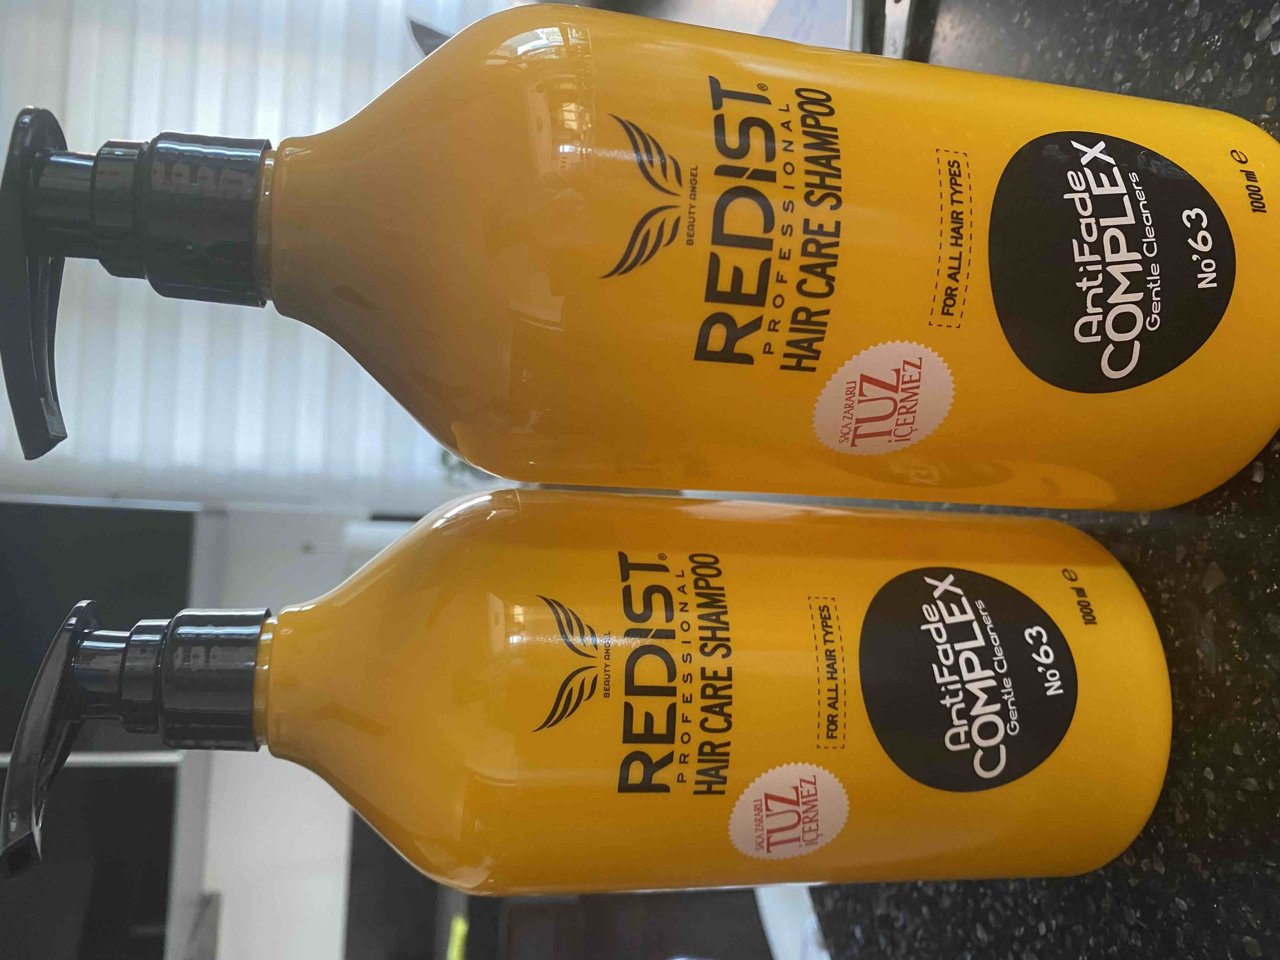 BEAUTY ANGEL
REDIST®
PROFESSIONAL
HAIR CARE SHAMPOO
SAÇA ZARARLI
TUZ
İÇERMEZ
FOR ALL HAIR TYPES
AntiFade
COMPLEX
Gentle Cleaners
No'63
1000 ml ℮
BEAUTY ANGEL
REDIST®
PROFESSIONAL
HAIR CARE SHAMPOO
SAÇA ZARARLI
TUZ
İÇERMEZ
FOR ALL HAIR TYPES
AntiFade
COMPLEX
Gentle Cleaners
No'63
1000 ml ℮